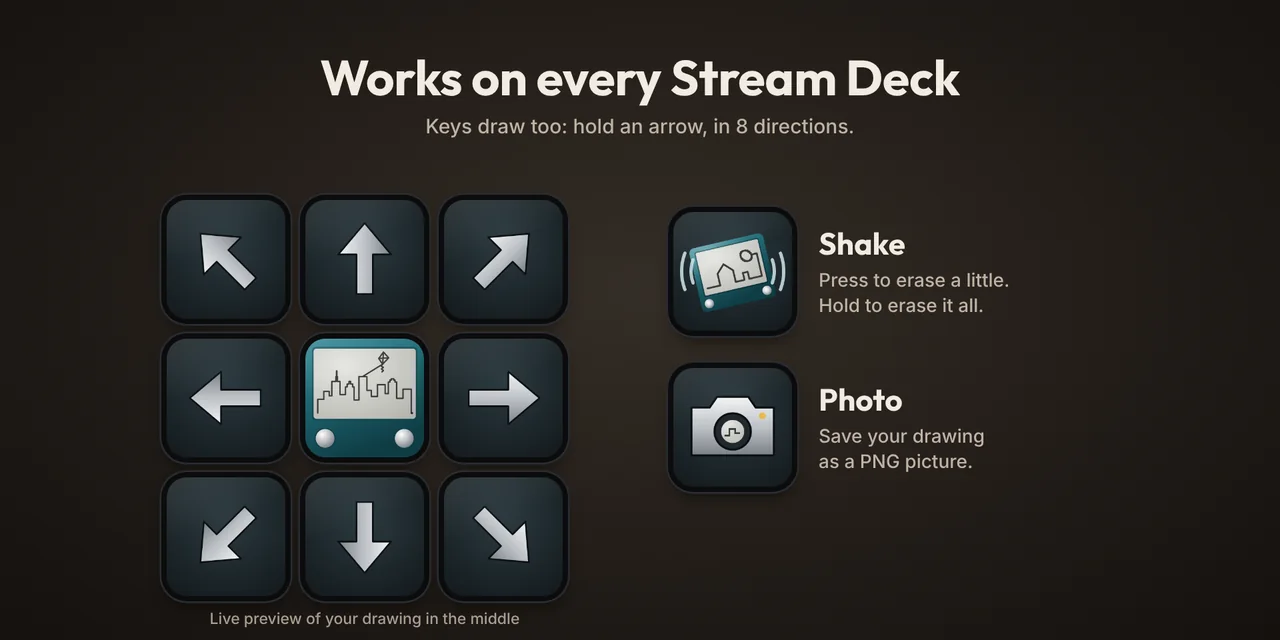 Works on every Stream Deck
Keys draw too: hold an arrow, in 8 directions.
Shake
Press to erase a little.
Hold to erase it all.
Photo
Save your drawing
as a PNG picture.
Live preview of your drawing in the middle